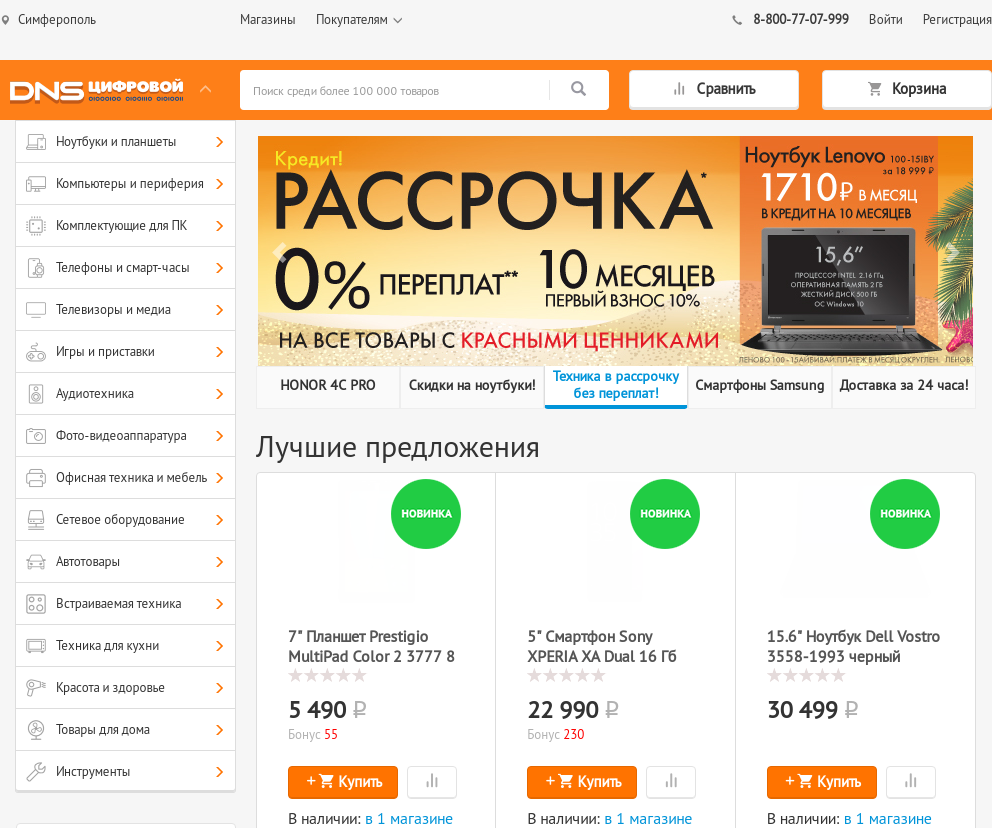 Симферополь
Магазины
Покупателям
8-800-77-07-999
Войти
Регистрация
DNS ЦИФРОВОЙ
Поиск среди более 100 000 товаров
Сравнить
Корзина
Ноутбуки и планшеты
Компьютеры и периферия
Комплектующие для ПК
Телефоны и смарт-часы
Телевизоры и медиа
Игры и приставки
Аудиотехника
Фото-видеоаппаратура
Офисная техника и мебель
Сетевое оборудование
Автотовары
Встраиваемая техника
Техника для кухни
Красота и здоровье
Товары для дома
Инструменты
Кредит!
РАССРОЧКА*
0% ПЕРЕПЛАТ**
10 МЕСЯЦЕВ
ПЕРВЫЙ ВЗНОС 10%
НА ВСЕ ТОВАРЫ С КРАСНЫМИ ЦЕННИКАМИ
Ноутбук Lenovo 100-15IBY
за 18 999 ₽
1710₽ В МЕСЯЦ
В КРЕДИТ НА 10 МЕСЯЦЕВ
15,6"
ПРОЦЕССОР INTEL 2.16 ГГц
ОПЕРАТИВНАЯ ПАМЯТЬ 2 ГБ
ЖЕСТКИЙ ДИСК 500 ГБ
ОС Windows 10
ЛЕНОВО 100-15АЙБИВАЙ. ПЛАТЕЖ В МЕСЯЦ ОКРУГЛЕН.
HONOR 4C PRO
Скидки на ноутбуки!
Техника в рассрочку
без переплат!
Смартфоны Samsung
Доставка за 24 часа!
Лучшие предложения
НОВИНКА
7" Планшет Prestigio
MultiPad Color 2 3777 8
5 490 ₽
Бонус 55
+ Купить
В наличии: в 1 магазине
НОВИНКА
5" Смартфон Sony
XPERIA XA Dual 16 Гб
22 990 ₽
Бонус 230
+ Купить
В наличии: в 1 магазине
НОВИНКА
15.6" Ноутбук Dell Vostro
3558-1993 черный
30 499 ₽
+ Купить
В наличии: в 1 магазине